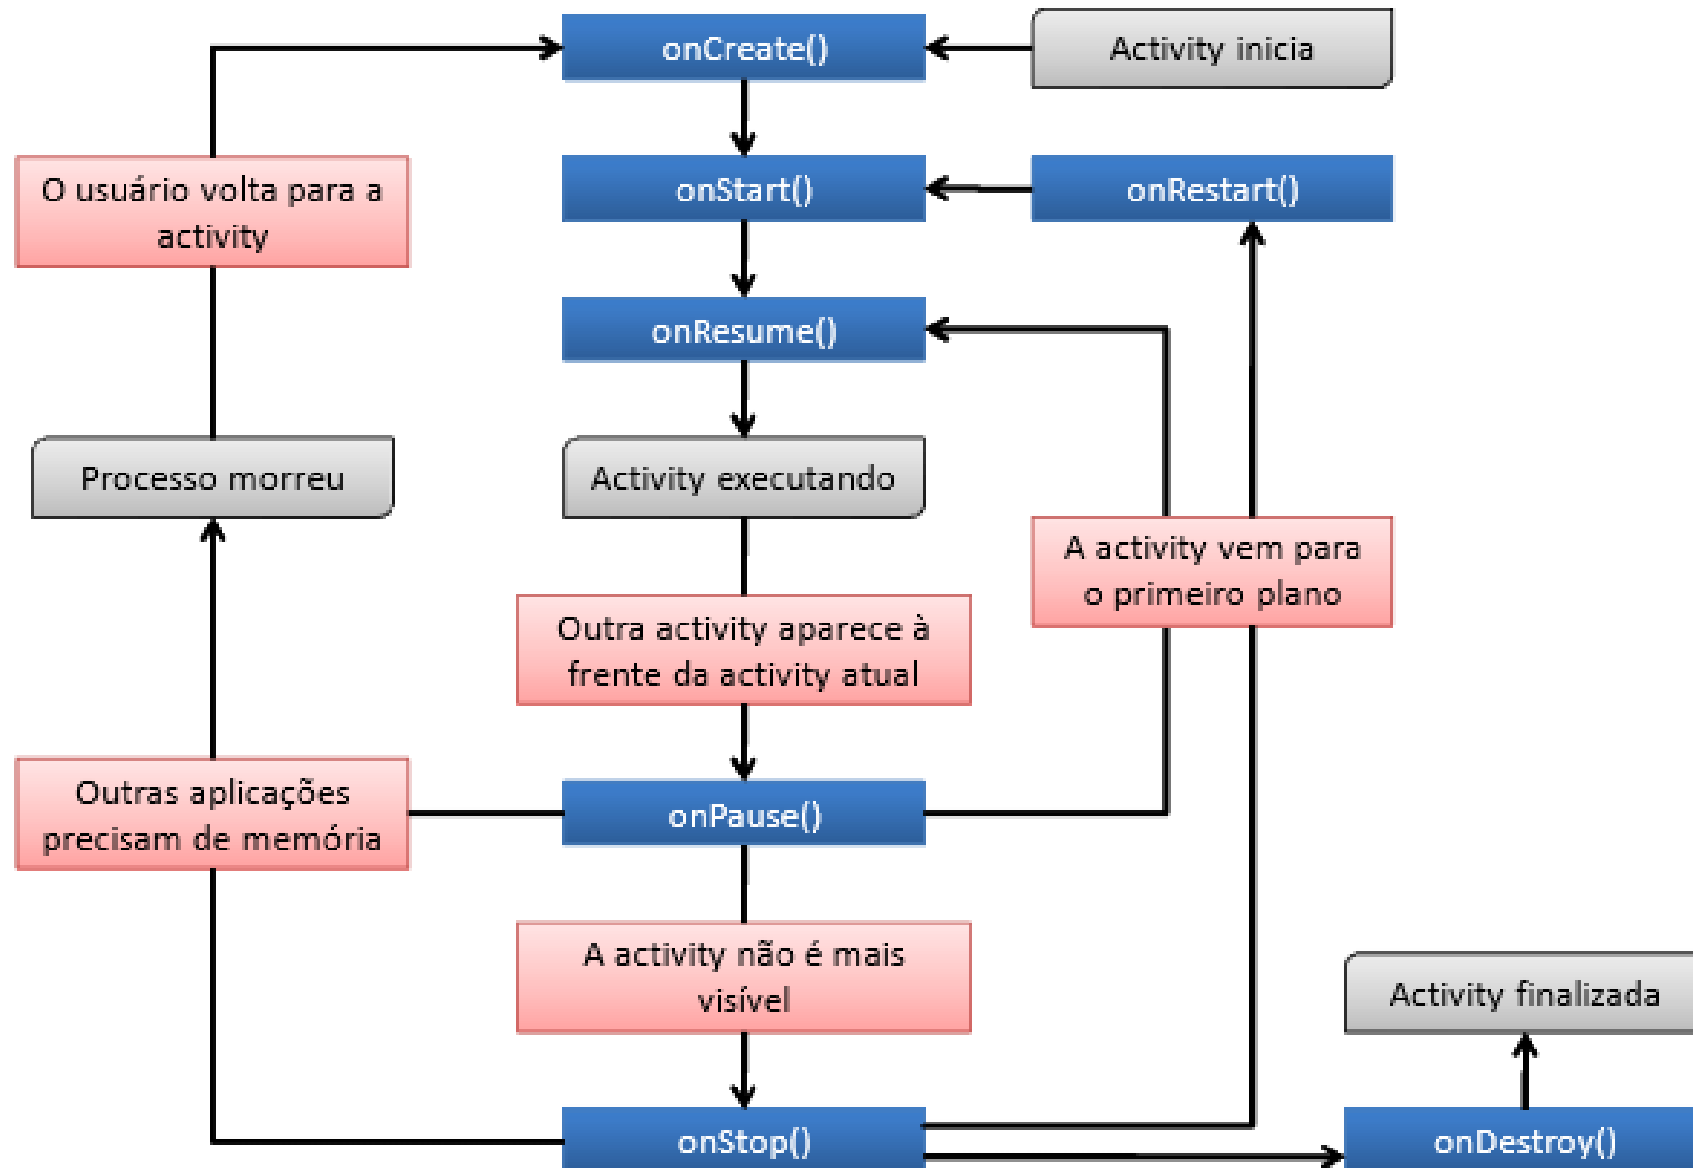 onCreate()
Activity inicia
O usuário volta para a
activity
onStart()
onRestart()
onResume()
Processo morreu
Activity executando
A activity vem para
o primeiro plano
Outra activity aparece à
frente da activity atual
Outras aplicações
precisam de memória
onPause()
A activity não é mais
visível
Activity finalizada
onStop()
onDestroy()